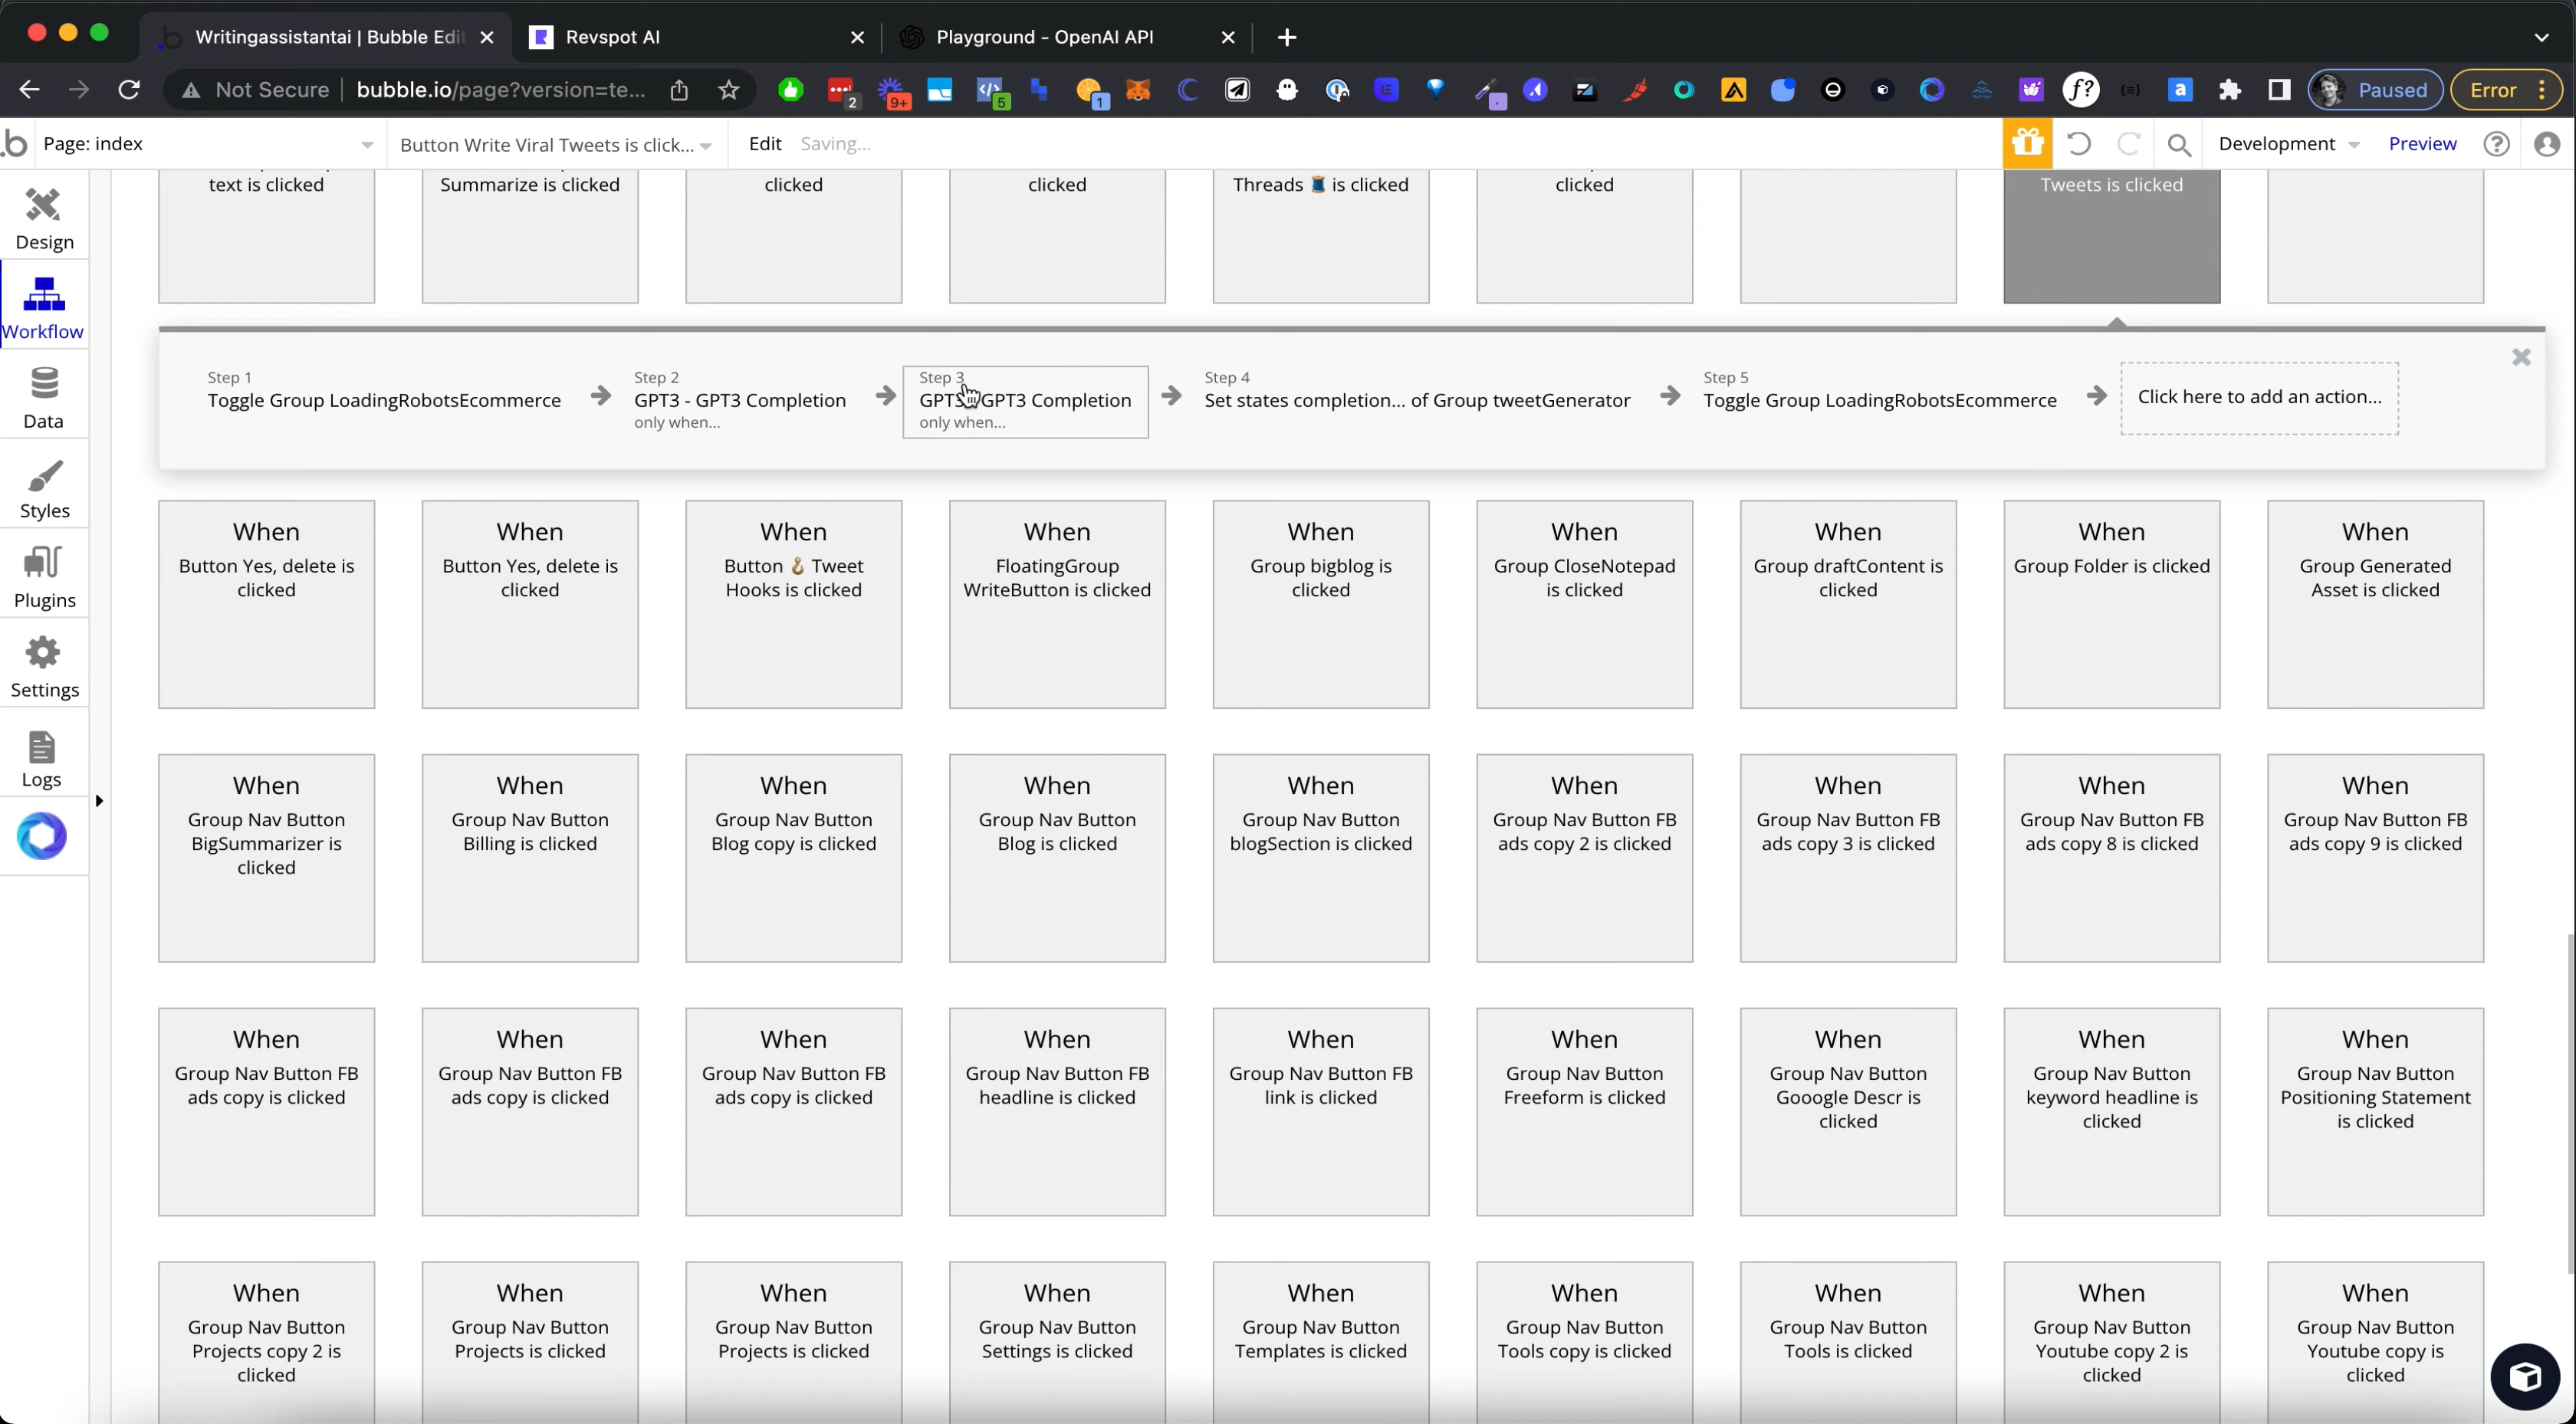 Writingassistantai | Bubble Edit
Revspot AI
Playground - OpenAI API
Not Secure
bubble.io/page?version=te...
2
9+
5
1
Paused
Error
Page: index
Button Write Viral Tweets is click...
Edit
Saving...
Development
Preview
Design
Workflow
Data
Styles
Plugins
Settings
Logs
text is clicked
Summarize is clicked
clicked
clicked
Threads 🧵 is clicked
clicked
Tweets is clicked
Step 1
Toggle Group LoadingRobotsEcommerce
Step 2
GPT3 - GPT3 Completion
only when...
Step 3
GPT3 GPT3 Completion
only when...
Step 4
Set states completion... of Group tweetGenerator
Step 5
Toggle Group LoadingRobotsEcommerce
Click here to add an action...
When
Button Yes, delete is
clicked
When
Button Yes, delete is
clicked
When
Button 🪝 Tweet
Hooks is clicked
When
FloatingGroup
WriteButton is clicked
When
Group bigblog is
clicked
When
Group CloseNotepad
is clicked
When
Group draftContent is
clicked
When
Group Folder is clicked
When
Group Generated
Asset is clicked
When
Group Nav Button
BigSummarizer is
clicked
When
Group Nav Button
Billing is clicked
When
Group Nav Button
Blog copy is clicked
When
Group Nav Button
Blog is clicked
When
Group Nav Button
blogSection is clicked
When
Group Nav Button FB
ads copy 2 is clicked
When
Group Nav Button FB
ads copy 3 is clicked
When
Group Nav Button FB
ads copy 8 is clicked
When
Group Nav Button FB
ads copy 9 is clicked
When
Group Nav Button FB
ads copy is clicked
When
Group Nav Button FB
ads copy is clicked
When
Group Nav Button FB
ads copy is clicked
When
Group Nav Button FB
headline is clicked
When
Group Nav Button FB
link is clicked
When
Group Nav Button
Freeform is clicked
When
Group Nav Button
Gooogle Descr is
clicked
When
Group Nav Button
keyword headline is
clicked
When
Group Nav Button
Positioning Statement
is clicked
When
Group Nav Button
Projects copy 2 is
clicked
When
Group Nav Button
Projects is clicked
When
Group Nav Button
Projects is clicked
When
Group Nav Button
Settings is clicked
When
Group Nav Button
Templates is clicked
When
Group Nav Button
Tools copy is clicked
When
Group Nav Button
Tools is clicked
When
Group Nav Button
Youtube copy 2 is
clicked
When
Group Nav Button
Youtube copy is
clicked